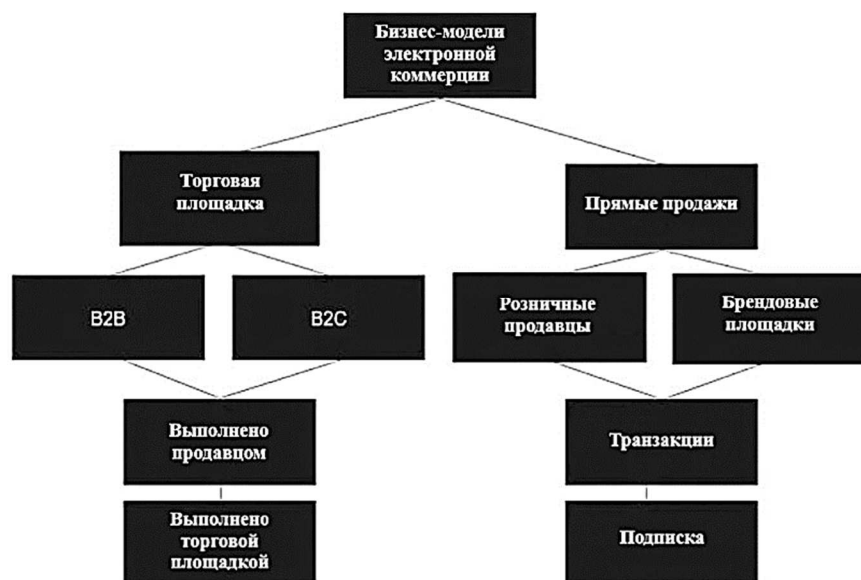 Бизнес-модели
электронной
коммерции
Торговая
площадка
Прямые продажи
B2B
B2C
Розничные
продавцы
Брендовые
площадки
Выполнено
продавцом
Транзакции
Выполнено
торговой
площадкой
Подписка